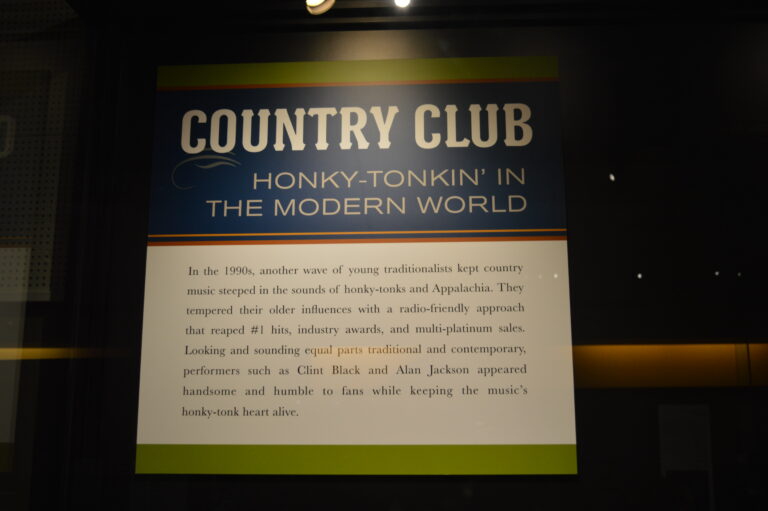 COUNTRY CLUB
HONKY-TONKIN' IN
THE MODERN WORLD
In the 1990s, another wave of young traditionalists kept country
music steeped in the sounds of honky-tonks and Appalachia. They
tempered their older influences with a radio-friendly approach
that reaped #1 hits, industry awards, and multi-platinum sales.
Looking and sounding equal parts traditional and contemporary,
performers such as Clint Black and Alan Jackson appeared
handsome and humble to fans while keeping the music's
honky-tonk heart alive.